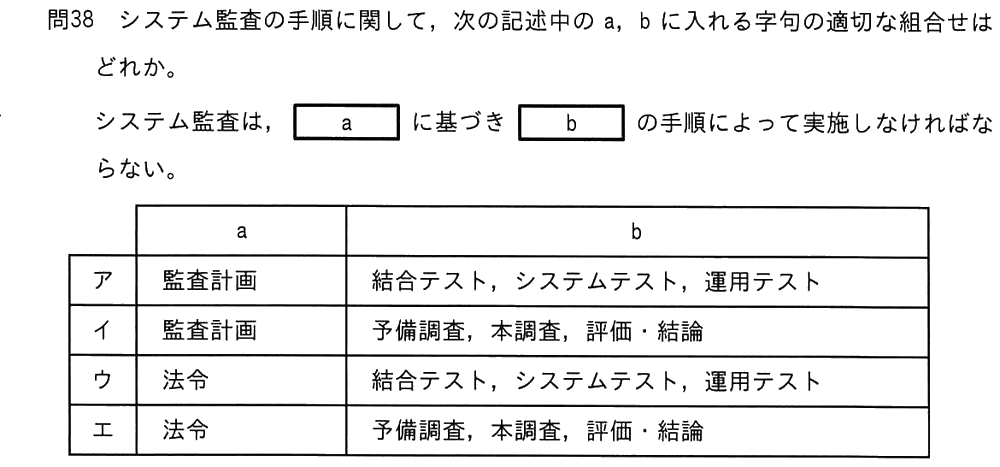 問38 システム監査の手順に関して，次の記述中の a，b に入れる字句の適切な組合せは
どれか。
システム監査は， a に基づき b の手順によって実施しなければな
らない。
a b
ア 監査計画 結合テスト，システムテスト，運用テスト
イ 監査計画 予備調査，本調査，評価・結論
ウ 法令 結合テスト，システムテスト，運用テスト
エ 法令 予備調査，本調査，評価・結論